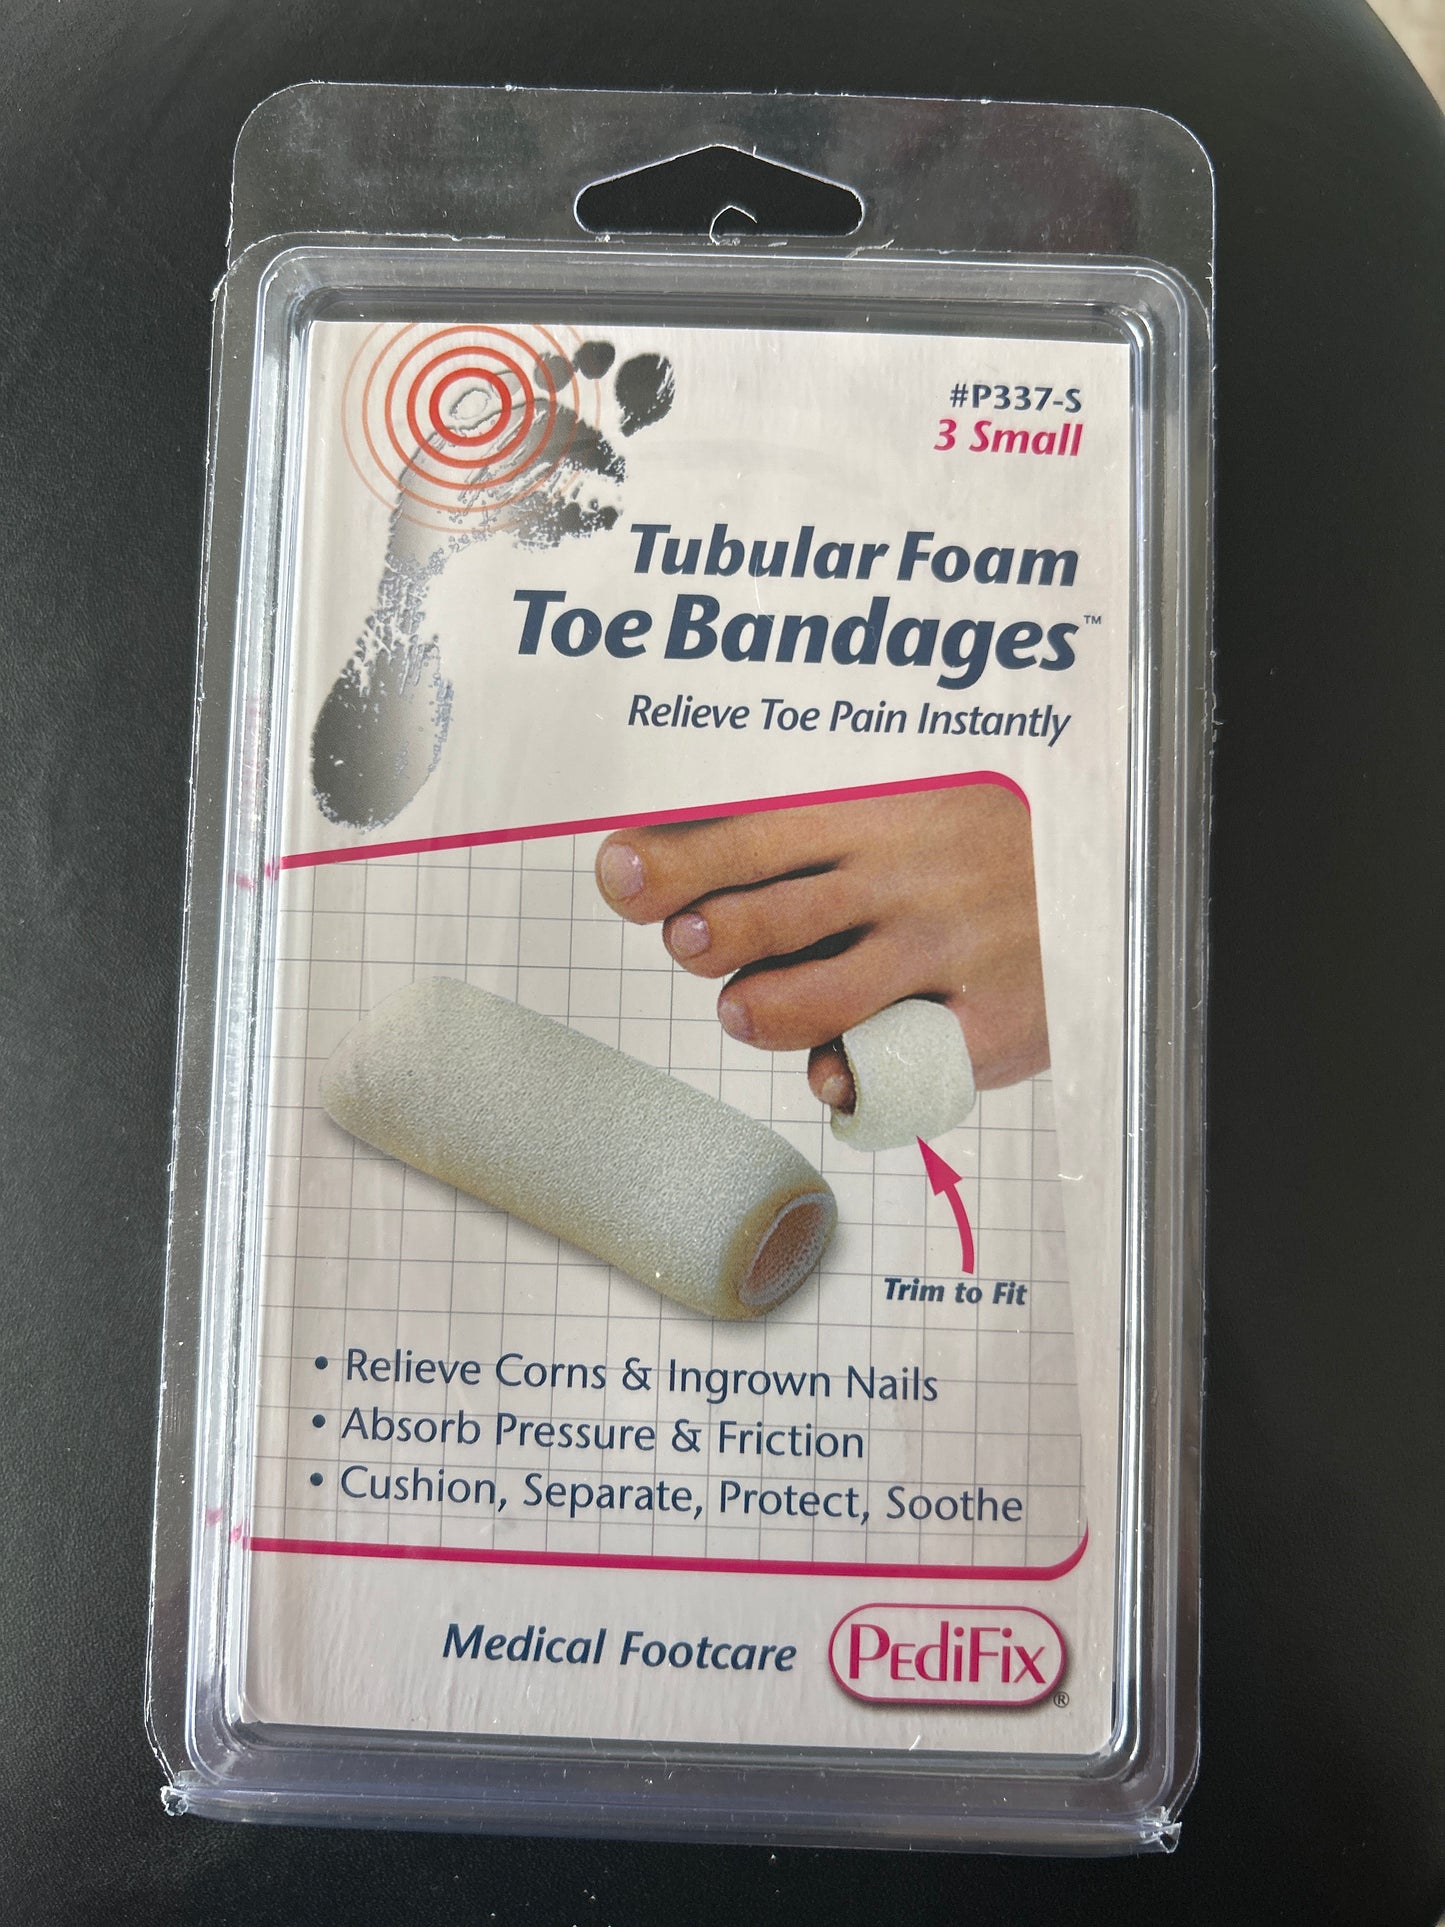 #P337-S
3 Small
Tubular Foam
Toe Bandages™
Relieve Toe Pain Instantly
Trim to Fit
• Relieve Corns & Ingrown Nails
• Absorb Pressure & Friction
• Cushion, Separate, Protect, Soothe
Medical Footcare PEDiFix®